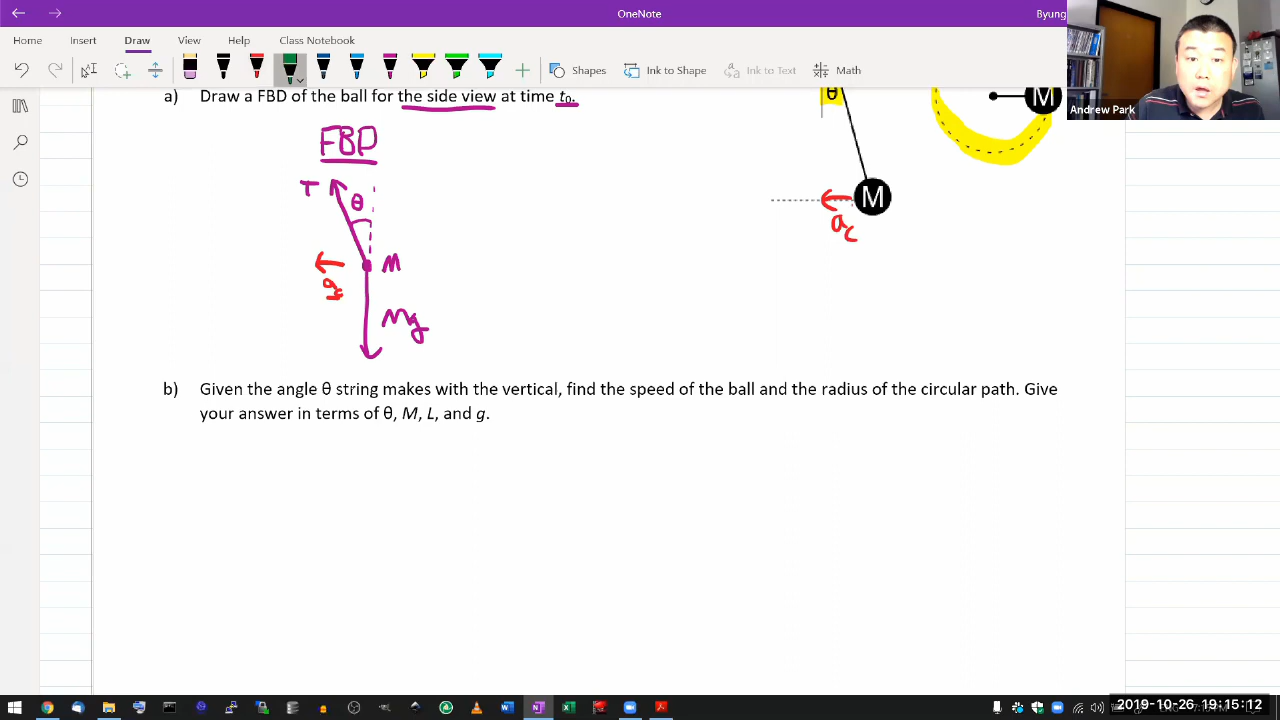 OneNote
Byung
Home Insert Draw View Help Class Notebook
Shapes Ink to Shape Ink to Text Math
a) Draw a FBD of the ball for the side view at time t₀.
Andrew Park
θ
M
FBD
T θ
M
M
a_c
Mg
b) Given the angle θ string makes with the vertical, find the speed of the ball and the radius of the circular path. Give
your answer in terms of θ, M, L, and g.
2019-10-26 19:15:12